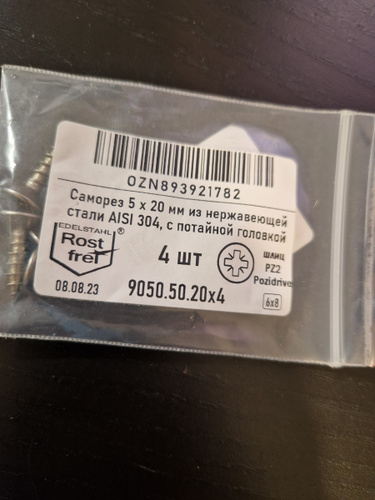 OZN893921782
Саморез 5 x 20 мм из нержавеющей
стали AISI 304, с потайной головкой
EDELSTAHL®
Rost
frei
4 шт
шлиц
PZ2
Pozidrive
08.08.23
9050.50.20x4
6x8